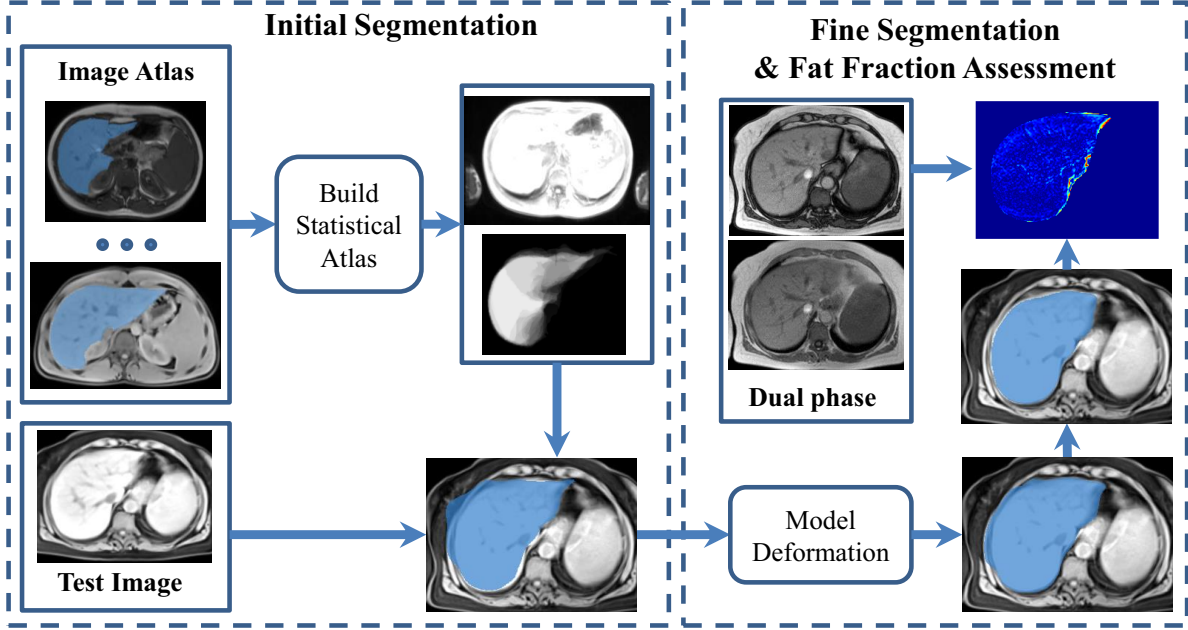 Initial Segmentation
Image Atlas
Build
Statistical
Atlas
Test Image
Fine Segmentation
& Fat Fraction Assessment
Dual phase
Model
Deformation